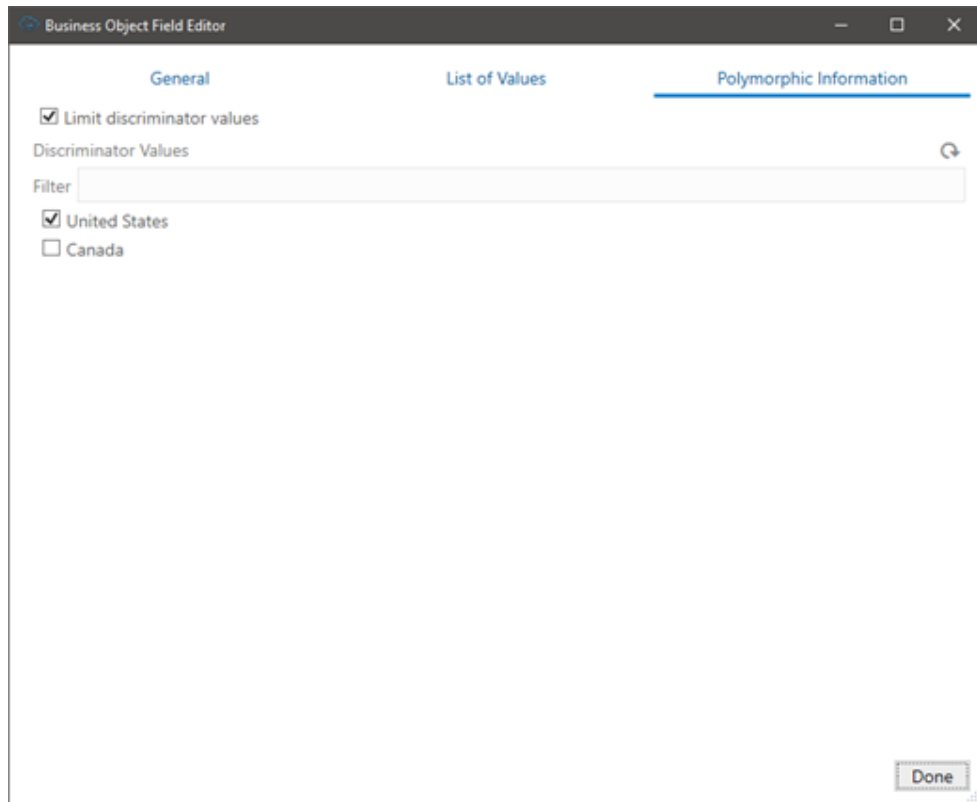 Business Object Field Editor
General List of Values Polymorphic Information
Limit discriminator values
Discriminator Values
Filter
United States
Canada
Done